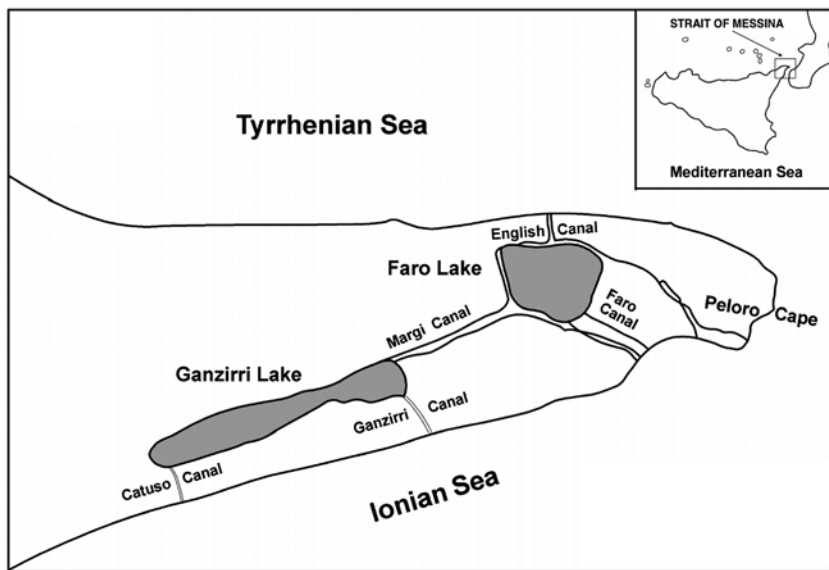 STRAIT OF MESSINA
Mediterranean Sea
Tyrrhenian Sea
English Canal
Faro Lake
Faro Canal
Peloro Cape
Margi Canal
Ganzirri Lake
Ganzirri Canal
Catuso Canal
Ionian Sea